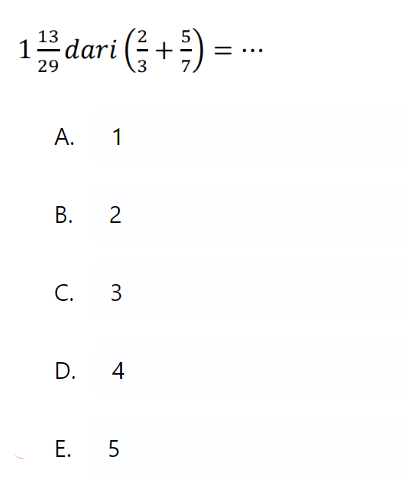 1 13/29 dari (2/3 + 5/7) = ...
A. 1
B. 2
C. 3
D. 4
E. 5